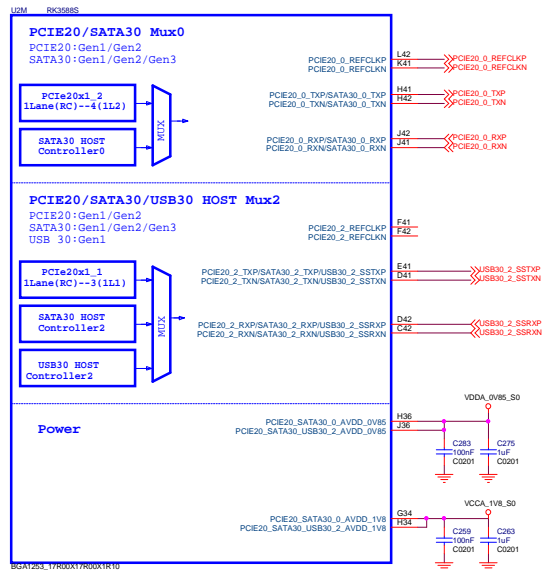 U2M RK3588S
PCIE20/SATA30 Mux0
PCIE20:Gen1/Gen2
SATA30:Gen1/Gen2/Gen3
PCIE20_0_REFCLKP L42 PCIE20_0_REFCLKP
PCIE20_0_REFCLKN K41 PCIE20_0_REFCLKN
PCIe20x1_2
1Lane(RC)--4(1L2)
SATA30 HOST
Controller0
MUX
PCIE20_0_TXP/SATA30_0_TXP H41 PCIE20_0_TXP
PCIE20_0_TXN/SATA30_0_TXN H42 PCIE20_0_TXN
PCIE20_0_RXP/SATA30_0_RXP J42 PCIE20_0_RXP
PCIE20_0_RXN/SATA30_0_RXN J41 PCIE20_0_RXN
PCIE20/SATA30/USB30 HOST Mux2
PCIE20:Gen1/Gen2
SATA30:Gen1/Gen2/Gen3
USB 30:Gen1
PCIE20_2_REFCLKP F41
PCIE20_2_REFCLKN F42
PCIe20x1_1
1Lane(RC)--3(1L1)
SATA30 HOST
Controller2
USB30 HOST
Controller2
MUX
PCIE20_2_TXP/SATA30_2_TXP/USB30_2_SSTXP E41 USB30_2_SSTXP
PCIE20_2_TXN/SATA30_2_TXN/USB30_2_SSTXN D41 USB30_2_SSTXN
PCIE20_2_RXP/SATA30_2_RXP/USB30_2_SSRXP D42 USB30_2_SSRXP
PCIE20_2_RXN/SATA30_2_RXN/USB30_2_SSRXN C42 USB30_2_SSRXN
Power
VDDA_0V85_S0
PCIE20_SATA30_0_AVDD_0V85 H36
PCIE20_SATA30_USB30_2_AVDD_0V85 J36
C283 C275
100nF 1uF
C0201 C0201
VCCA_1V8_S0
PCIE20_SATA30_0_AVDD_1V8 G34
PCIE20_SATA30_USB30_2_AVDD_1V8 H34
C259 C263
100nF 1uF
C0201 C0201
BGA1253_17R00X17R00X1R10